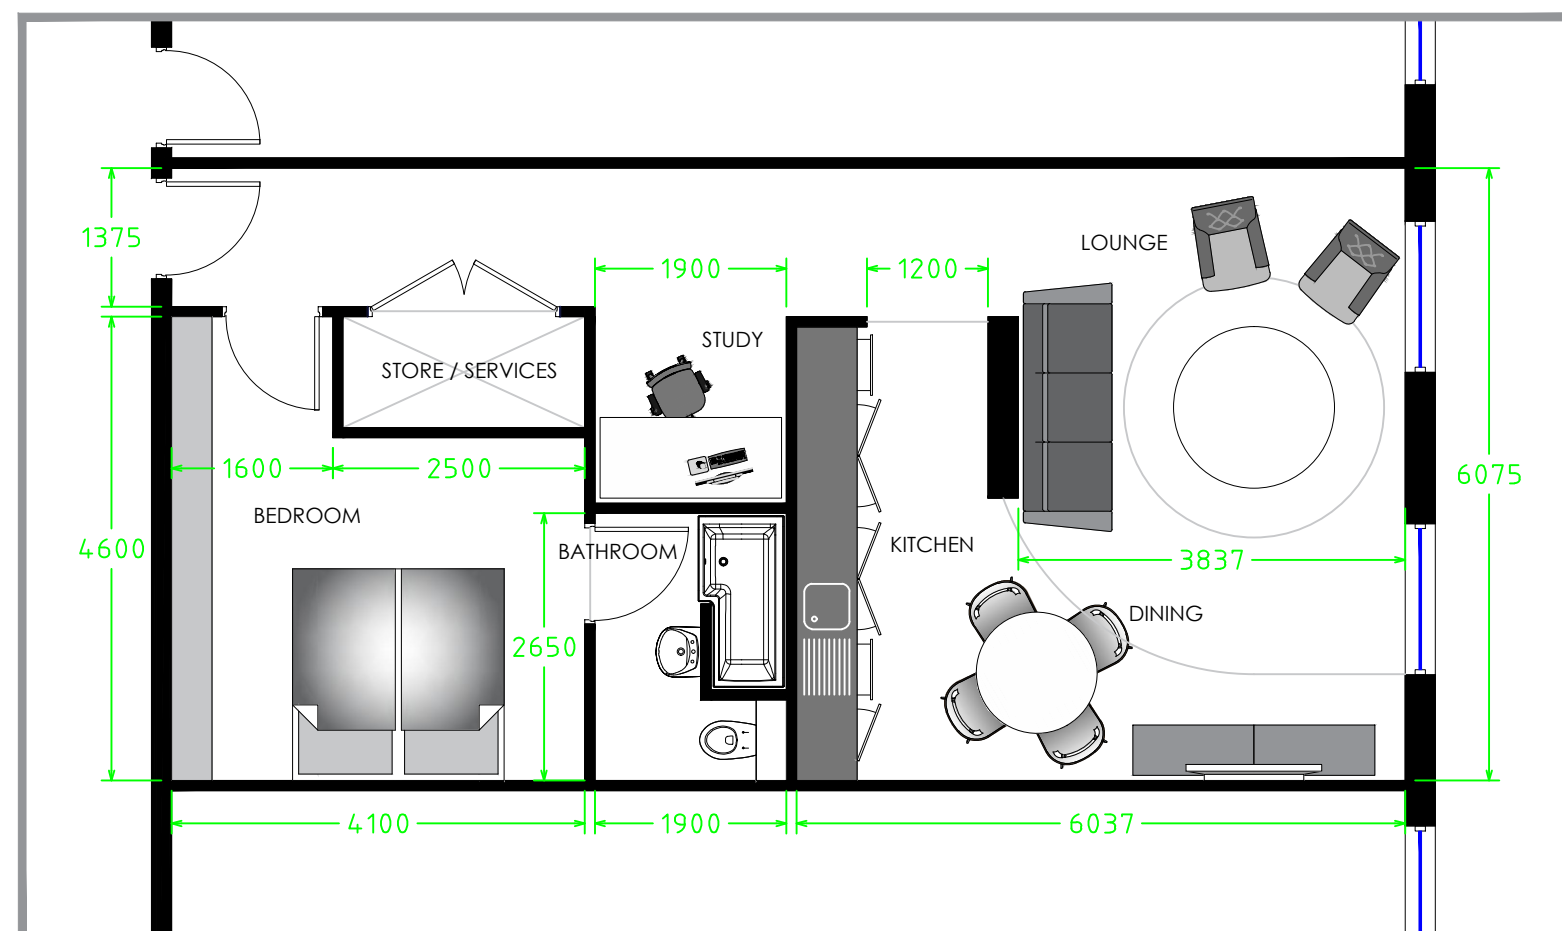 1375
LOUNGE
1900
1200
STUDY
STORE / SERVICES
1600
2500
6075
BEDROOM
4600
BATHROOM
KITCHEN
3837
DINING
2650
4100
1900
6037